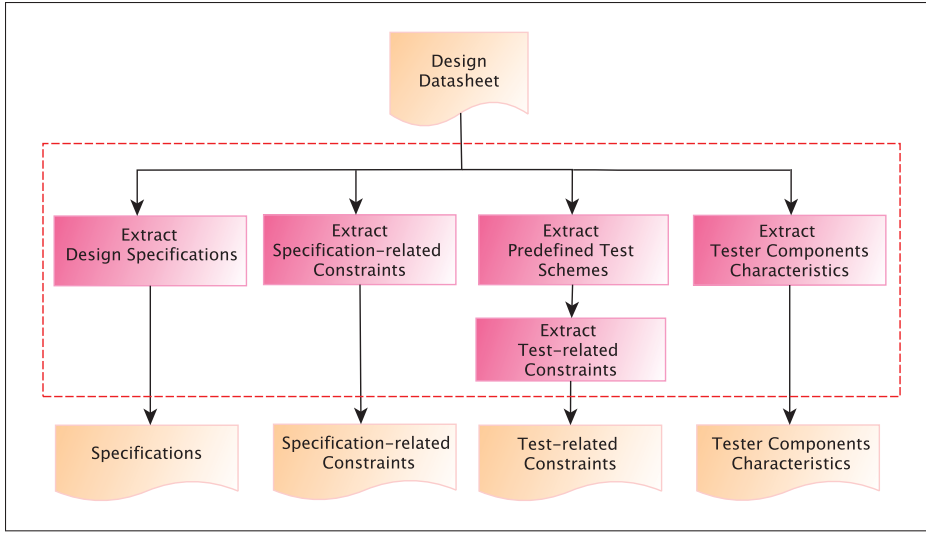 Design
Datasheet
Extract
Design Specifications
Extract
Specification-related
Constraints
Extract
Predefined Test
Schemes
Extract
Tester Components
Characteristics
Extract
Test-related
Constraints
Specifications
Specification-related
Constraints
Test-related
Constraints
Tester Components
Characteristics